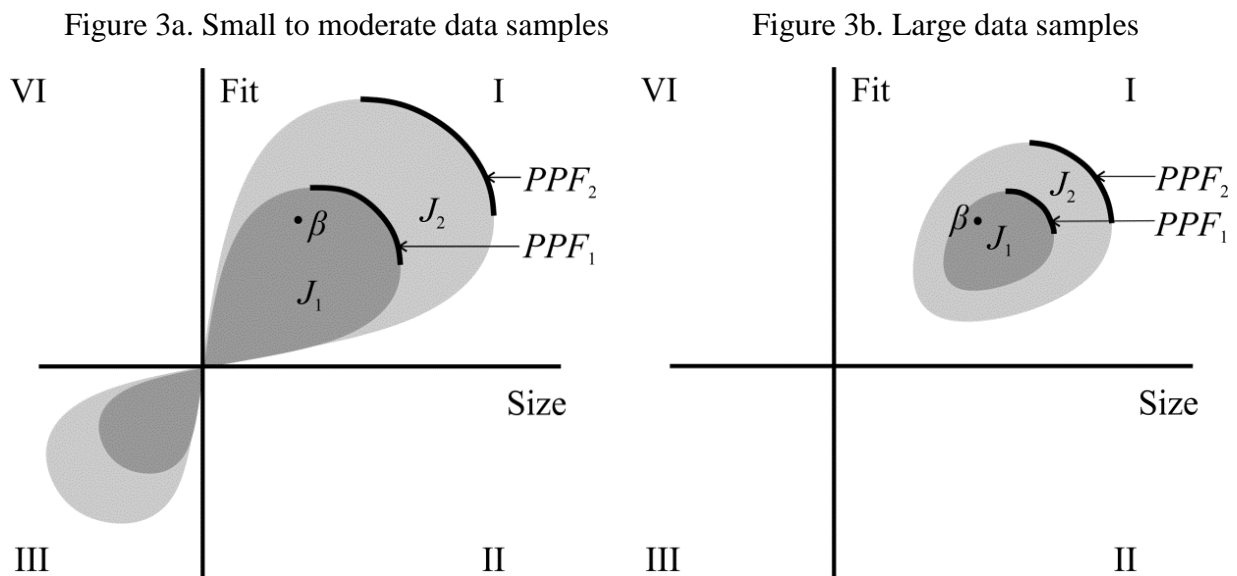 Figure 3a. Small to moderate data samples
VI
Fit
I
PPF₂
J₂
β
PPF₁
J₁
Size
III
II
Figure 3b. Large data samples
VI
Fit
I
PPF₂
J₂
β
PPF₁
J₁
Size
III
II